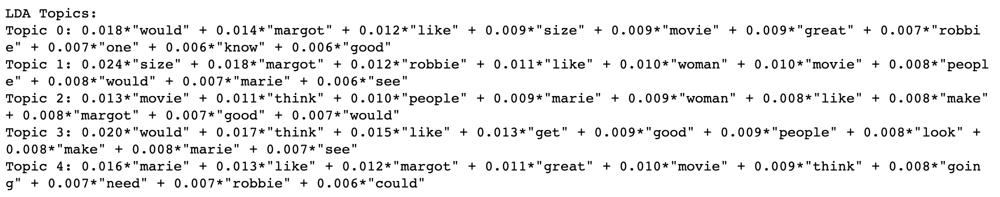 LDA Topics:
Topic 0: 0.018*"would" + 0.014*"margot" + 0.012*"like" + 0.009*"size" + 0.009*"movie" + 0.009*"great" + 0.007*"robbi
e" + 0.007*"one" + 0.006*"know" + 0.006*"good"
Topic 1: 0.024*"size" + 0.018*"margot" + 0.012*"robbie" + 0.011*"like" + 0.010*"woman" + 0.010*"movie" + 0.008*"peopl
e" + 0.008*"would" + 0.007*"marie" + 0.006*"see"
Topic 2: 0.013*"movie" + 0.011*"think" + 0.010*"people" + 0.009*"marie" + 0.009*"woman" + 0.008*"like" + 0.008*"make"
+ 0.008*"margot" + 0.007*"good" + 0.007*"would"
Topic 3: 0.020*"would" + 0.017*"think" + 0.015*"like" + 0.013*"get" + 0.009*"good" + 0.009*"people" + 0.008*"look" +
0.008*"make" + 0.008*"marie" + 0.007*"see"
Topic 4: 0.016*"marie" + 0.013*"like" + 0.012*"margot" + 0.011*"great" + 0.010*"movie" + 0.009*"think" + 0.008*"goin
g" + 0.007*"need" + 0.007*"robbie" + 0.006*"could"